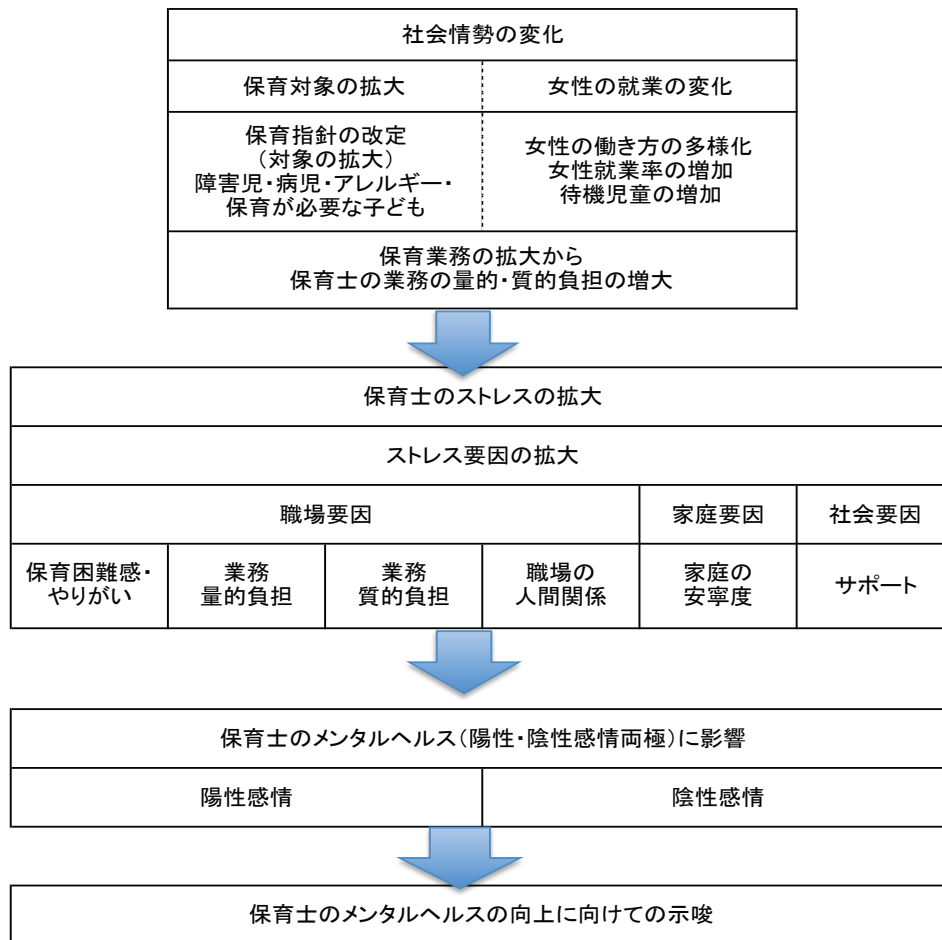 社会情勢の変化
保育対象の拡大
女性の就業の変化
保育指針の改定
（対象の拡大）
障害児・病児・アレルギー・
保育が必要な子ども
女性の働き方の多様化
女性就業率の増加
待機児童の増加
保育業務の拡大から
保育士の業務の量的・質的負担の増大
保育士のストレスの拡大
ストレス要因の拡大
職場要因
家庭要因
社会要因
保育困難感・
やりがい
業務
量的負担
業務
質的負担
職場の
人間関係
家庭の
安寧度
サポート
保育士のメンタルヘルス（陽性・陰性感情両極）に影響
陽性感情
陰性感情
保育士のメンタルヘルスの向上に向けての示唆